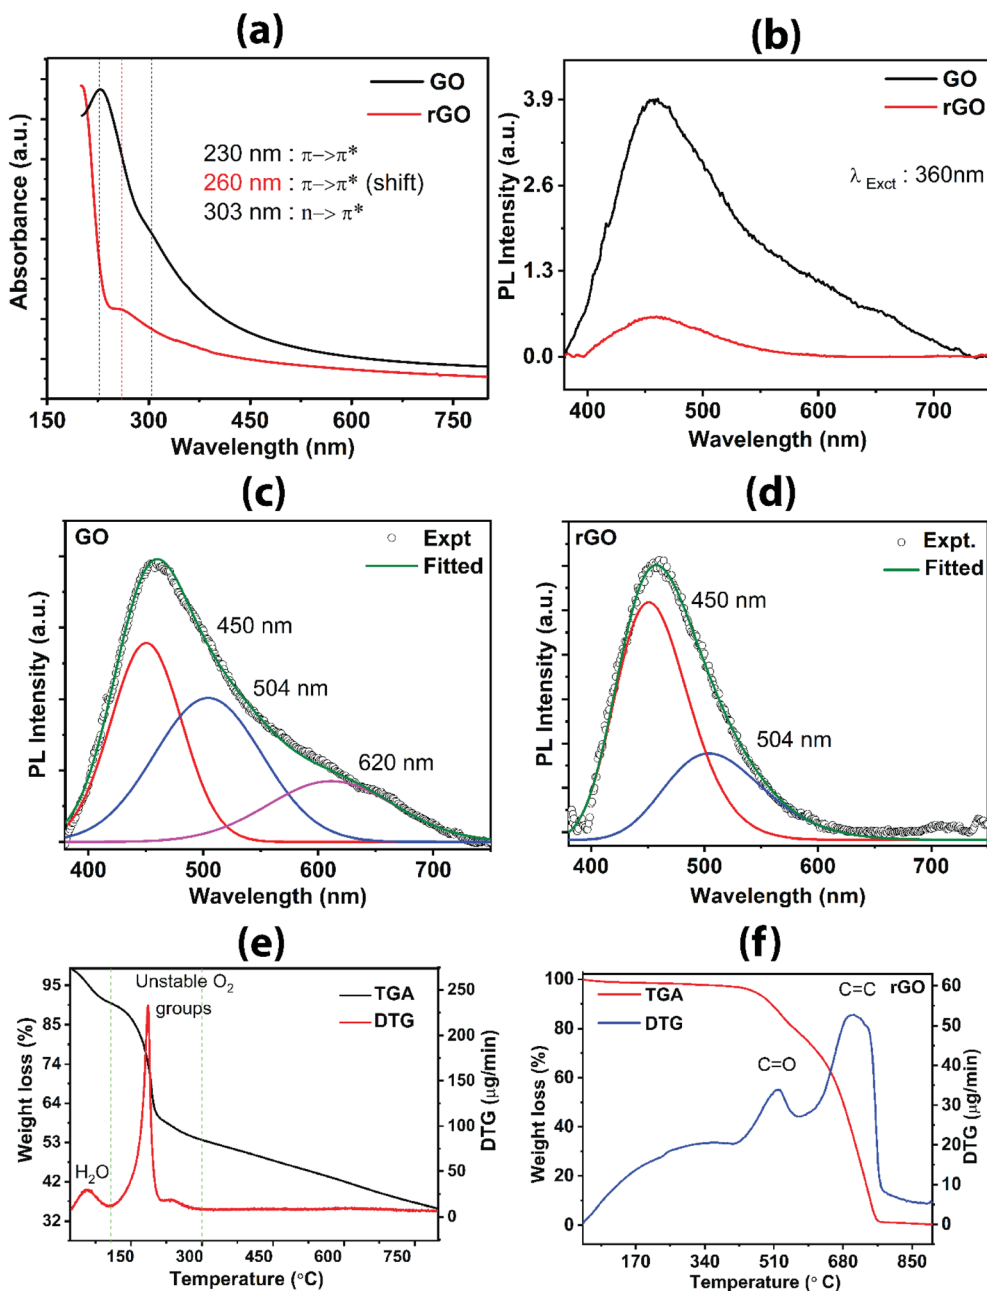 (a)
GO
rGO
230 nm : π–>π*
260 nm : π–>π* (shift)
303 nm : n–> π*
Absorbance (a.u.)
150 300 450 600 750
Wavelength (nm)
(b)
GO
rGO
λ Exct : 360nm
PL Intensity (a.u.)
3.9
2.6
1.3
0.0
400 500 600 700
Wavelength (nm)
(c)
GO
Expt
Fitted
450 nm
504 nm
620 nm
PL Intensity (a.u.)
400 500 600 700
Wavelength (nm)
(d)
rGO
Expt.
Fitted
450 nm
504 nm
PL Intensity (a.u.)
400 500 600 700
Wavelength (nm)
(e)
Unstable O2
groups
TGA
DTG
H2O
Weight loss (%)
95
85
74
64
53
42
32
DTG (µg/min)
250
200
150
100
50
0
150 300 450 600 750
Temperature (°C)
(f)
TGA
DTG
C=C
rGO
C=O
Weight loss (%)
100
80
60
40
20
0
DTG (µg/min)
60
50
40
30
20
10
0
170 340 510 680 850
Temperature (° C)